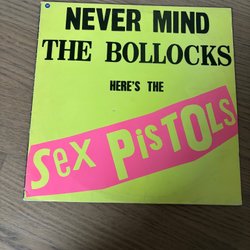 NEVER MIND
THE BOLLOCKS
HERE'S THE
Sex PiSTOLS